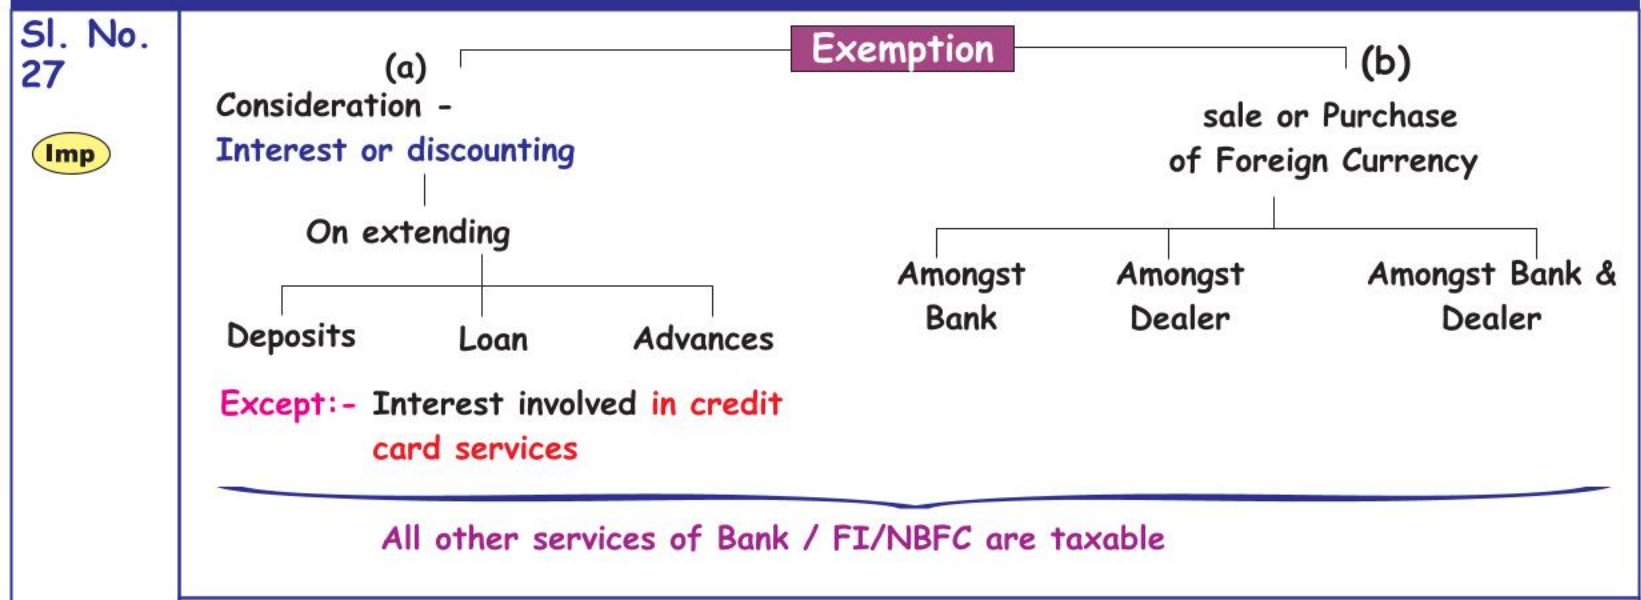 Sl. No.
27
Imp
Exemption
(a)
Consideration -
Interest or discounting
On extending
Deposits
Loan
Advances
Except:- Interest involved in credit
card services
(b)
sale or Purchase
of Foreign Currency
Amongst
Bank
Amongst
Dealer
Amongst Bank &
Dealer
All other services of Bank / FI/NBFC are taxable